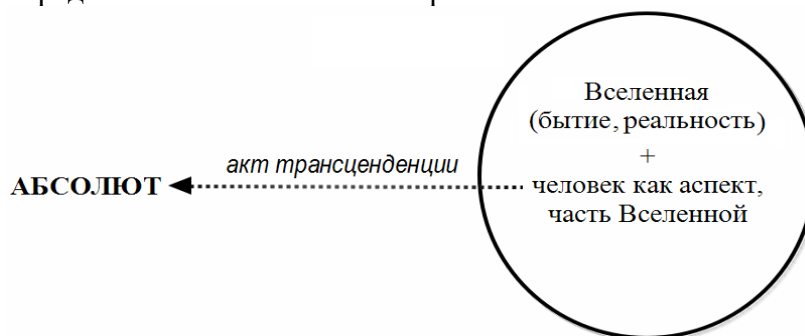 Вселенная
(бытие, реальность)
+
акт трансценденции
АБСОЛЮТ
человек как аспект,
часть Вселенной